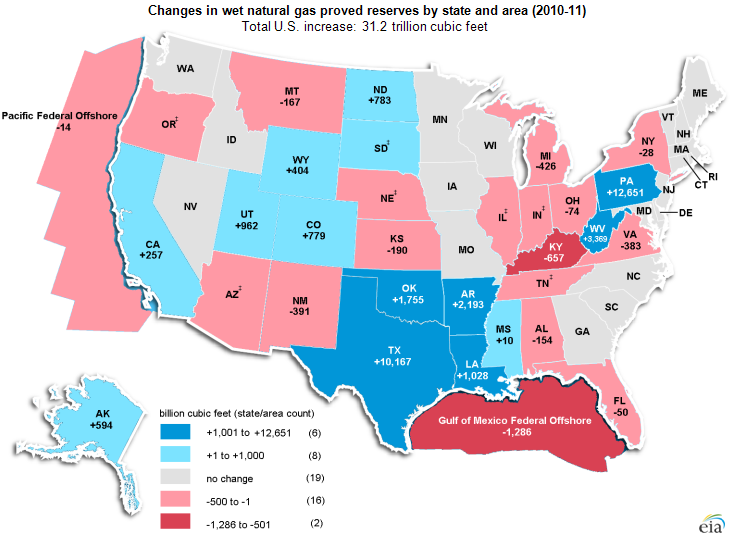 Changes in wet natural gas proved reserves by state and area (2010-11)
Total U.S. increase: 31.2 trillion cubic feet
WA
MT
-167
ND
+783
MN
ME
Pacific Federal Offshore
-14
OR‡
ID
WY
+404
SD‡
WI
MI
-426
VT
NH
NY
-28
MA
RI
CT
NV
UT
+962
CO
+779
NE‡
IA
IL‡
IN‡
OH
-74
PA
+12,651
NJ
MD
DE
CA
+257
KS
-190
MO
KY
-657
WV
+3,369
VA
-383
AZ‡
NM
-391
OK
+1,755
AR
+2,193
TN‡
NC
SC
TX
+10,167
LA
+1,028
MS
+10
AL
-154
GA
FL
-50
AK
+594
Gulf of Mexico Federal Offshore
-1,286
billion cubic feet (state/area count)
+1,001 to +12,651 (6)
+1 to +1,000 (8)
no change (19)
-500 to -1 (16)
-1,286 to -501 (2)
eia